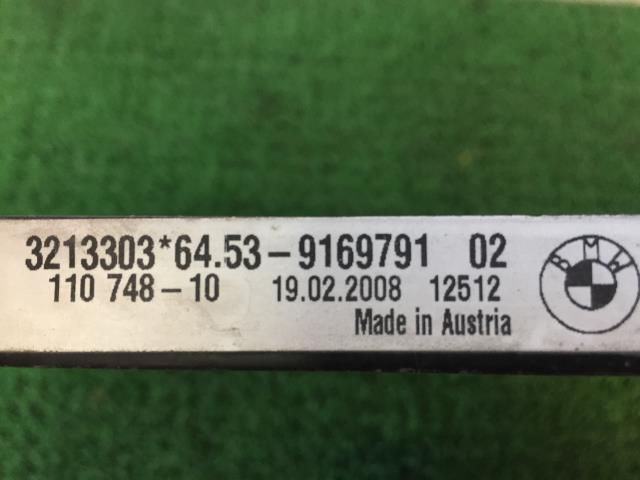 3213303*64.53-9169791 02
110 748-10 19.02.2008 12512
Made in Austria
BMW